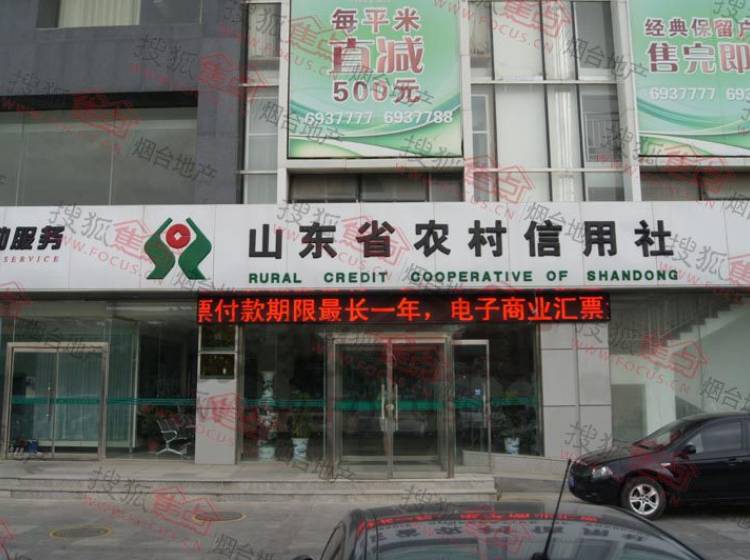 每平米
直减
500元
6937777 6937788
经典保留户
售完即
6937777
服务
SERVICE
山东省农村信用社
RURAL CREDIT COOPERATIVE OF SHANDONG
票付款期限最长一年，电子商业汇票
搜狐焦点 烟台地产
WWW.FOCUS.CN